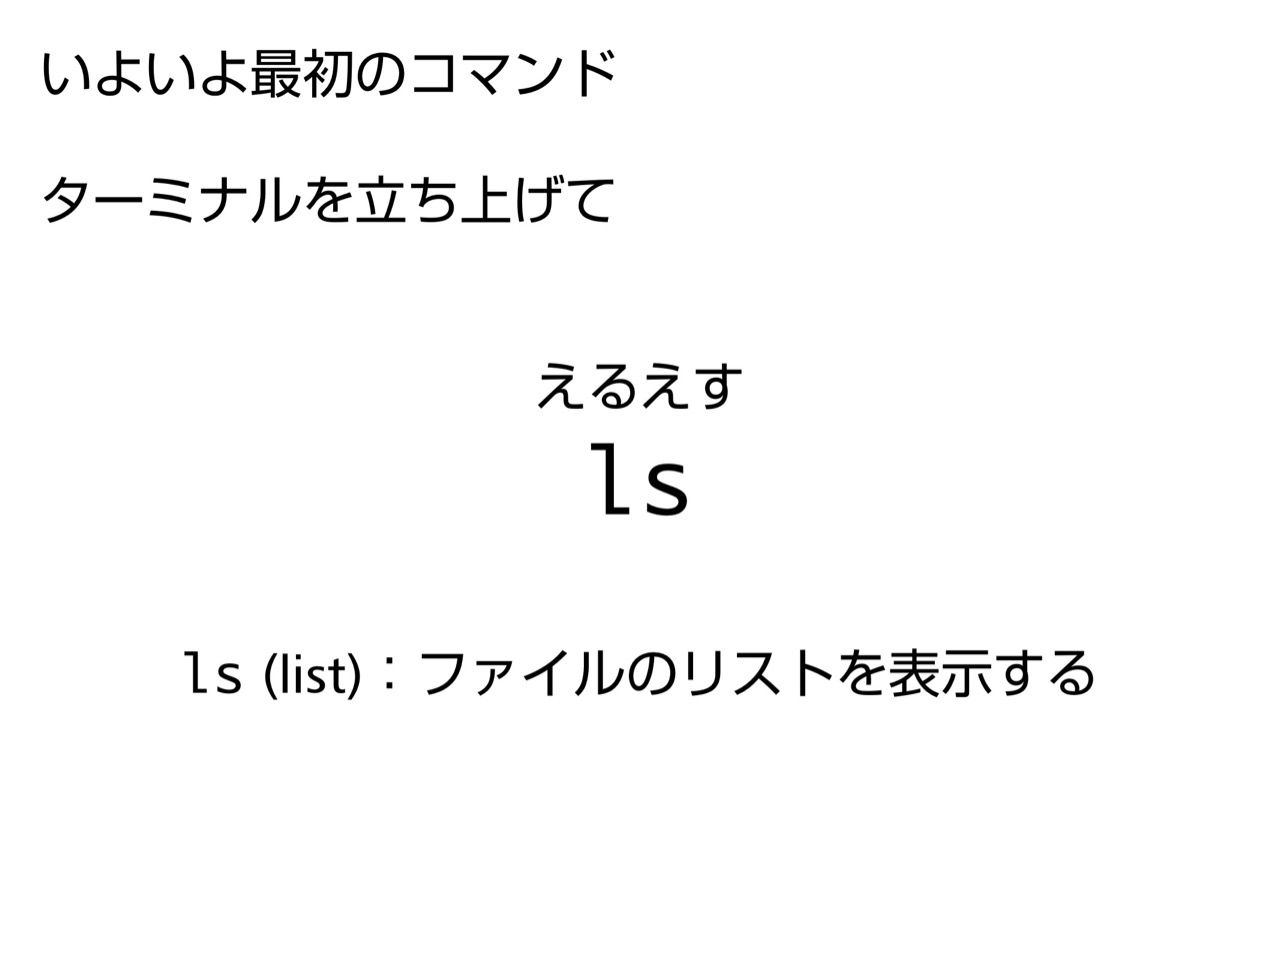 いよいよ最初のコマンド
ターミナルを立ち上げて
えるえす
ls
ls (list)：ファイルのリストを表示する